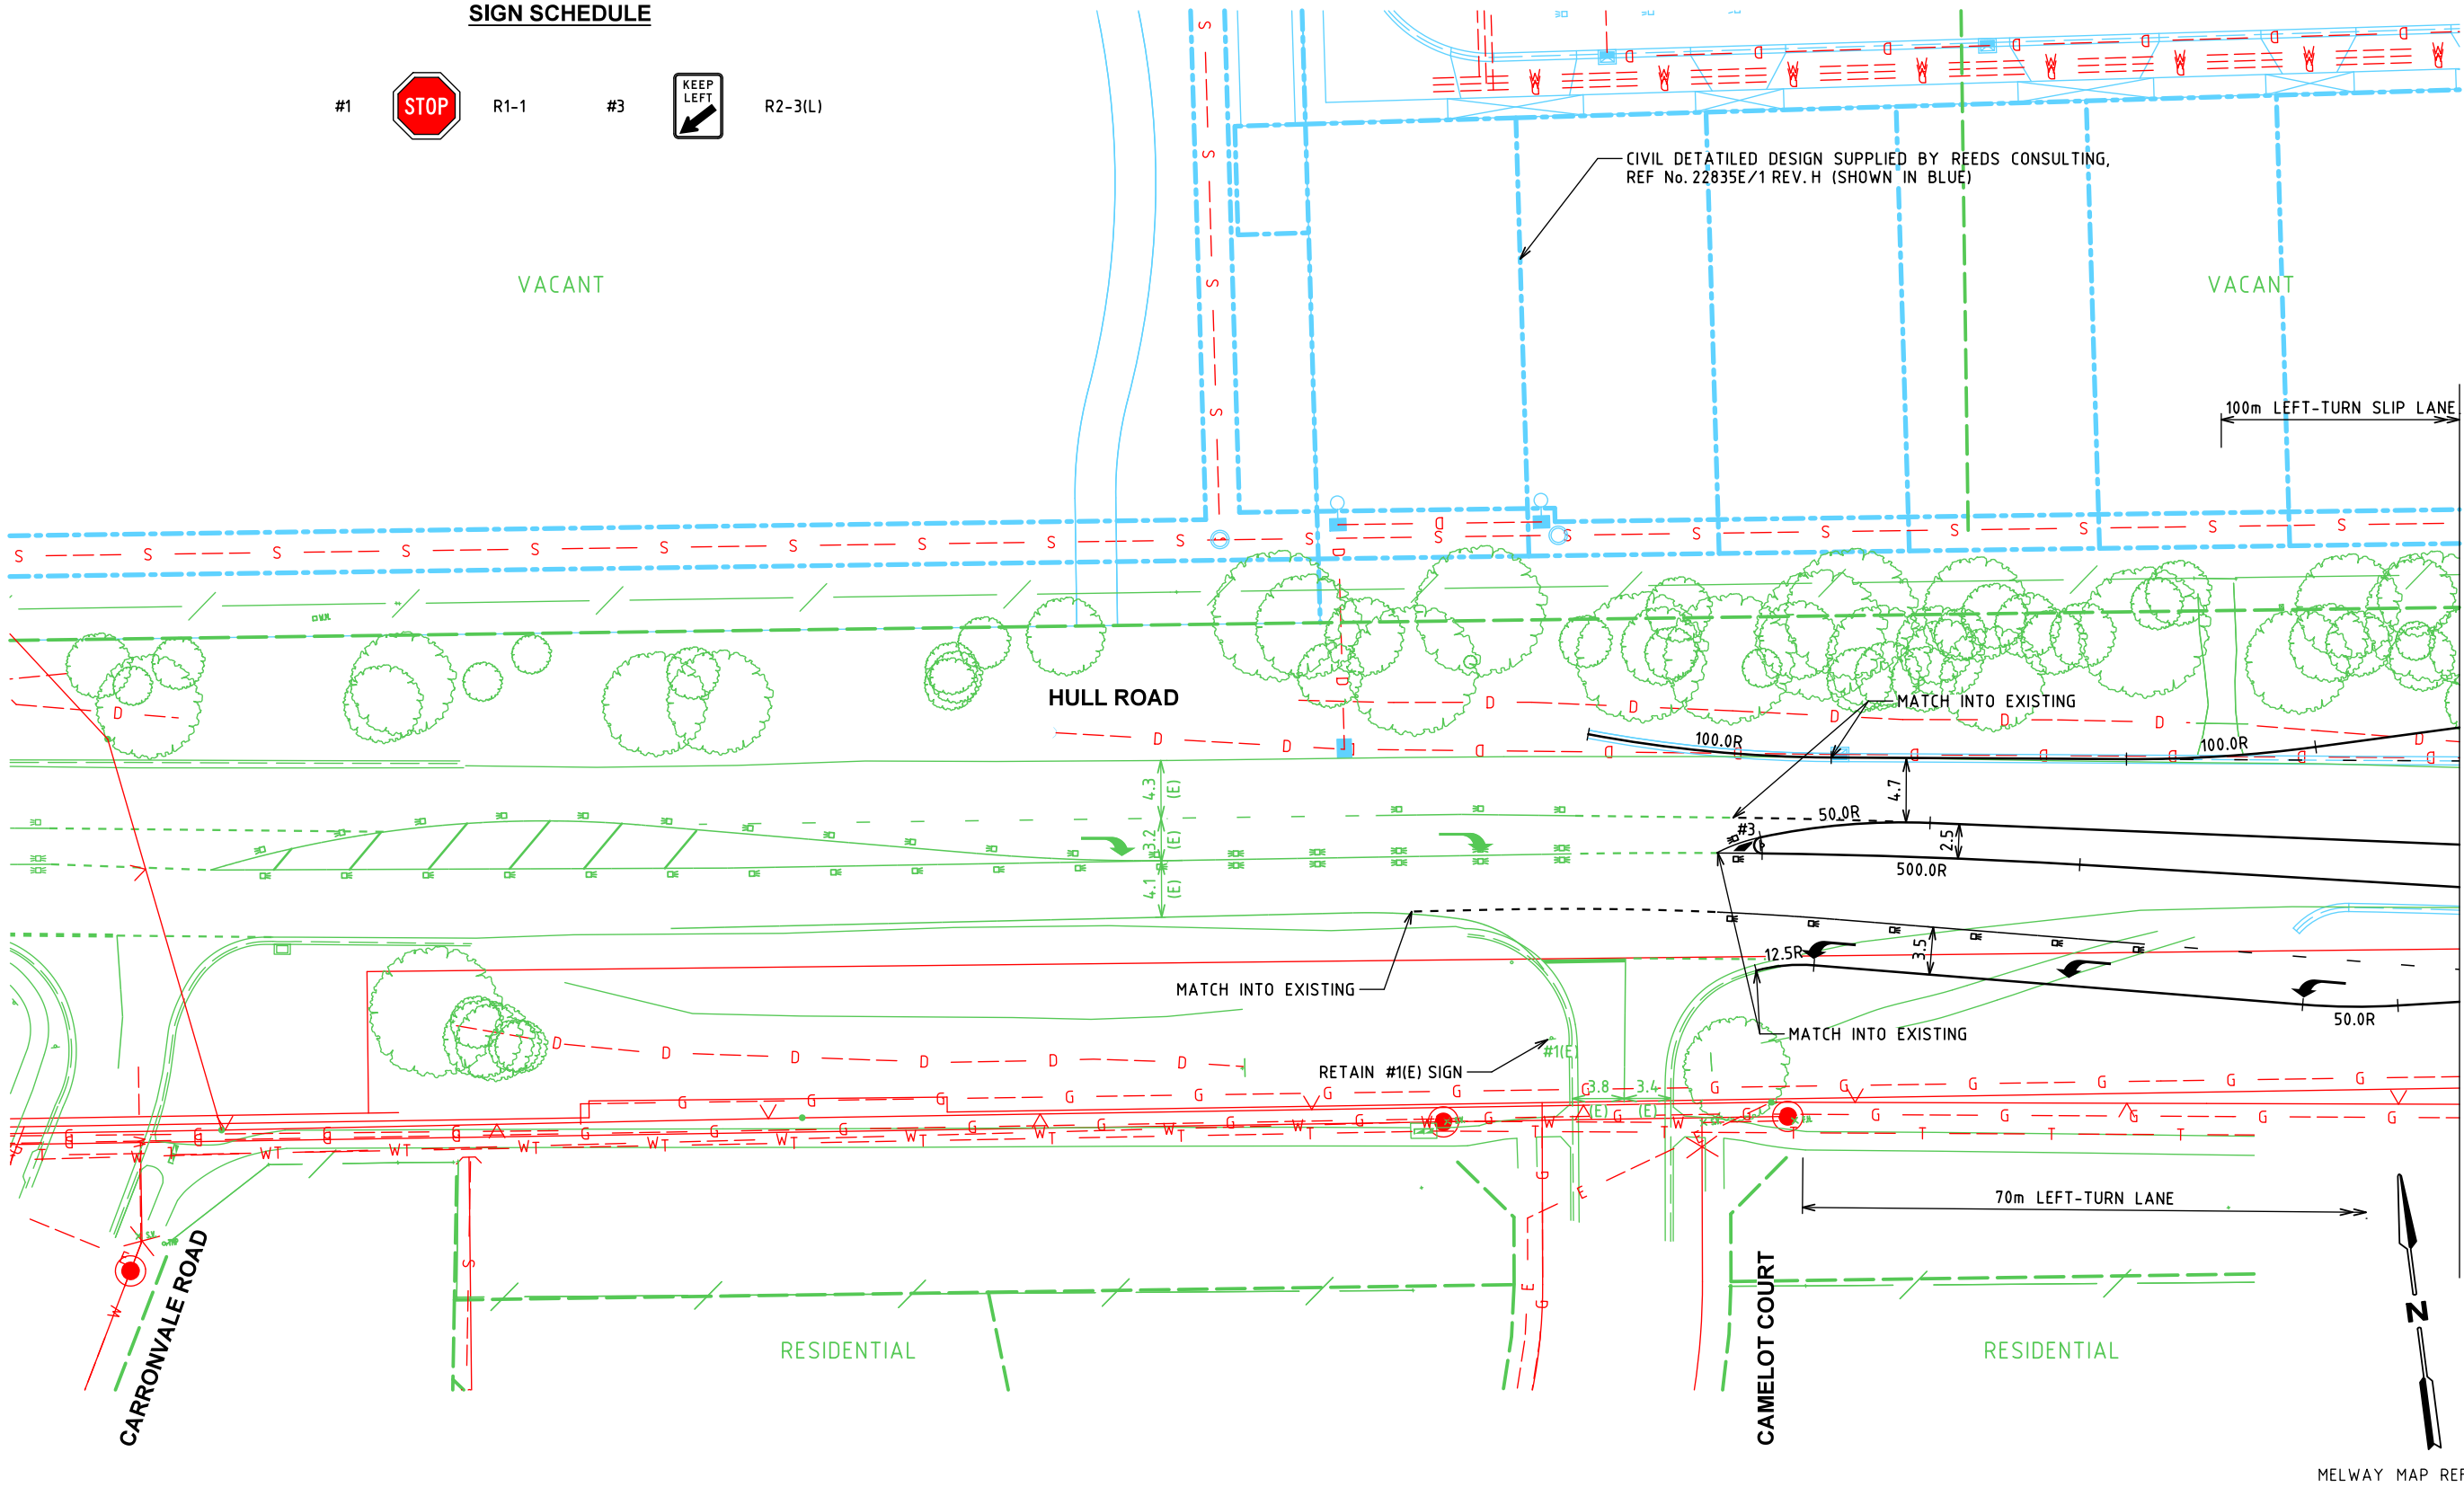 SIGN SCHEDULE
#1
STOP
R1-1
#3
KEEP
LEFT
R2-3(L)
CIVIL DETATILED DESIGN SUPPLIED BY REEDS CONSULTING,
REF No. 22835E/1 REV. H (SHOWN IN BLUE)
VACANT
VACANT
100m LEFT-TURN SLIP LANE
HULL ROAD
MATCH INTO EXISTING
100.0R
100.0R
4.3
(E)
4.7
50.0R
#3
3.2
(E)
2.5
500.0R
4.1
(E)
12.5R
3.5
MATCH INTO EXISTING
50.0R
MATCH INTO EXISTING
#1(E)
RETAIN #1(E) SIGN
3.8
(E)
3.4
(E)
70m LEFT-TURN LANE
CARRONVALE ROAD
CAMELOT COURT
RESIDENTIAL
RESIDENTIAL
N
MELWAY MAP REF